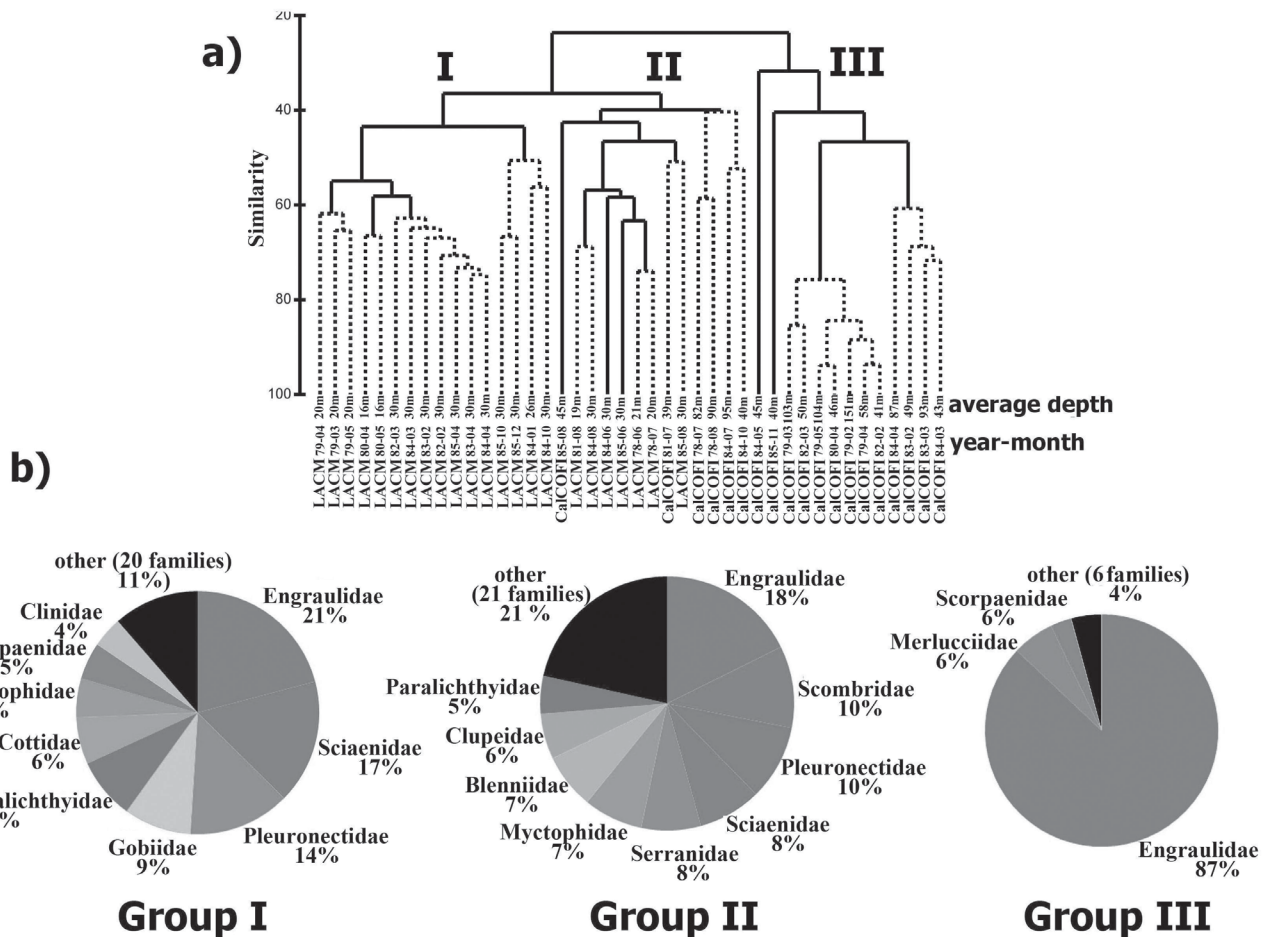 a)
I
II
III
Similarity
20
40
60
80
100
LACM 79-04 20m
LACM 79-03 20m
LACM 79-05 20m
LACM 80-04 16m
LACM 80-05 16m
LACM 82-03 30m
LACM 84-03 30m
LACM 83-02 30m
LACM 82-02 30m
LACM 85-04 30m
LACM 83-04 30m
LACM 84-04 30m
LACM 85-10 30m
LACM 85-12 30m
LACM 84-01 26m
LACM 84-10 30m
CalCOFI 85-08 45m
LACM 81-08 19m
LACM 84-08 30m
LACM 84-06 30m
LACM 85-06 30m
LACM 78-06 21m
LACM 78-07 20m
CalCOFI 81-07 39m
LACM 85-08 30m
CalCOFI 78-07 82m
CalCOFI 78-08 90m
CalCOFI 84-07 95m
CalCOFI 84-10 40m
CalCOFI 84-05 45m
CalCOFI 85-11 40m
CalCOFI 79-03 103m
CalCOFI 82-03 50m
CalCOFI 79-05 104m
CalCOFI 80-04 46m
CalCOFI 79-02 151m
CalCOFI 79-04 58m
CalCOFI 82-02 41m
CalCOFI 84-04 87m
CalCOFI 83-02 49m
CalCOFI 83-03 93m
CalCOFI 84-03 43m
average depth
year-month
b)
other (20 families)
11%)
Engraulidae
21%
Sciaenidae
17%
Pleuronectidae
14%
Gobiidae
9%
alichthyidae
%
Cottidae
6%
ophidae
%
paenidae
5%
Clinidae
4%
Group I
other
(21 families)
21 %
Engraulidae
18%
Scombridae
10%
Pleuronectidae
10%
Sciaenidae
8%
Serranidae
8%
Myctophidae
7%
Blenniidae
7%
Clupeidae
6%
Paralichthyidae
5%
Group II
other (6 families)
4%
Scorpaenidae
6%
Merlucciidae
6%
Engraulidae
87%
Group III